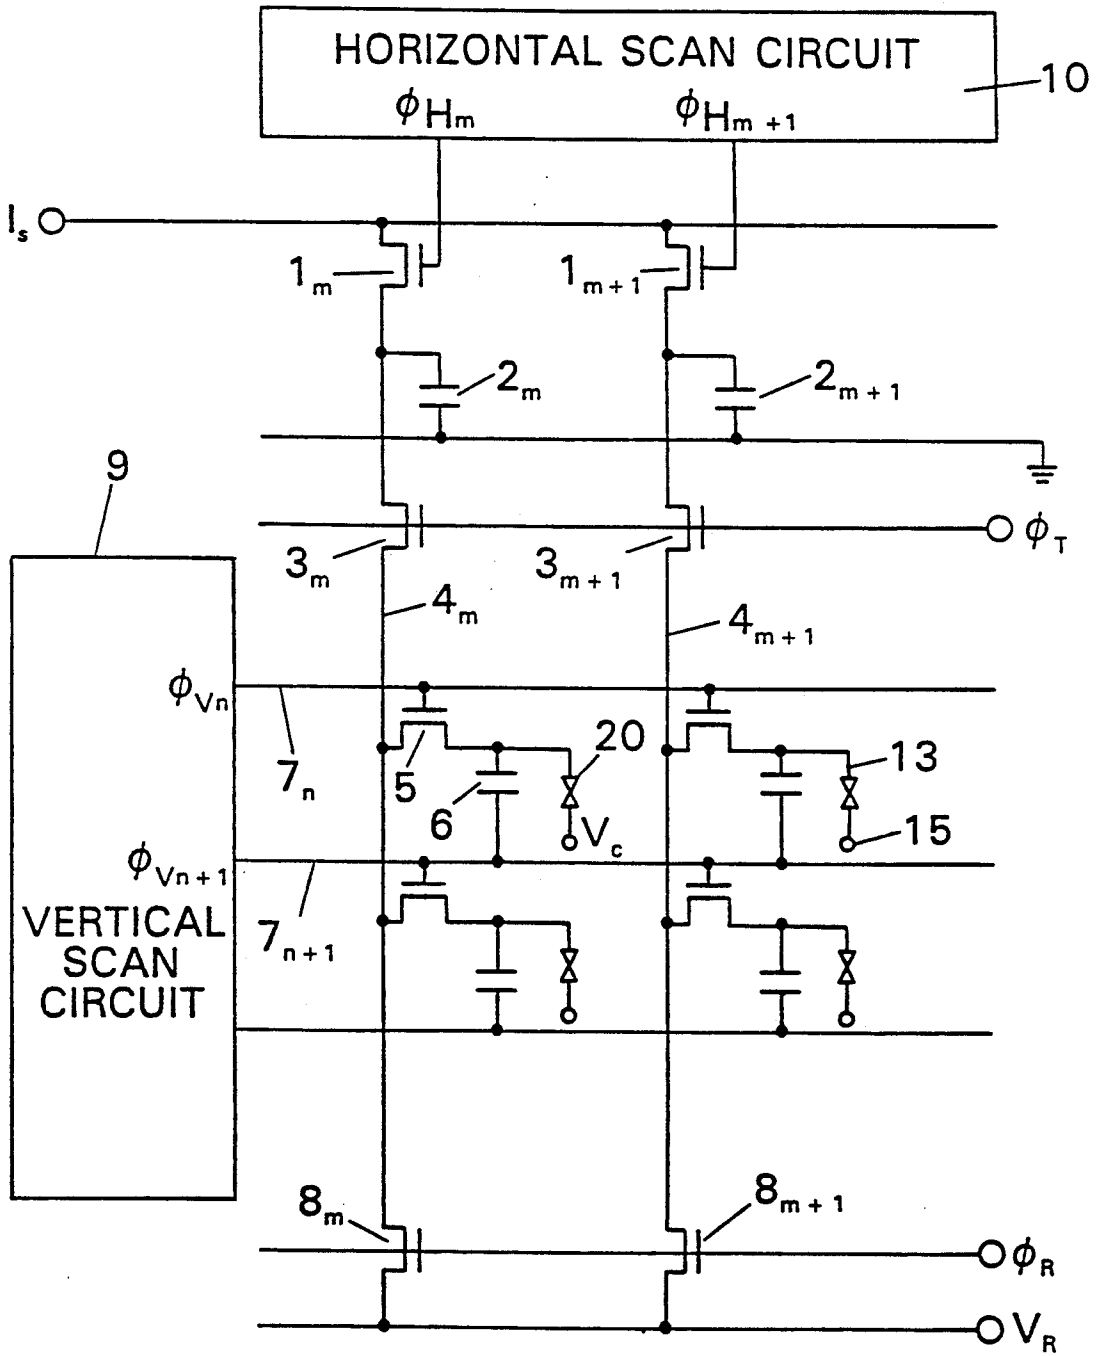 HORIZONTAL SCAN CIRCUIT
10
ϕHm
ϕHm+1
Is
1m
1m+1
2m
2m+1
9
ϕT
3m
3m+1
4m
4m+1
ϕVn
20
13
7n
5
6
Vc
15
ϕVn+1
VERTICAL
SCAN
CIRCUIT
7n+1
8m
8m+1
ϕR
VR